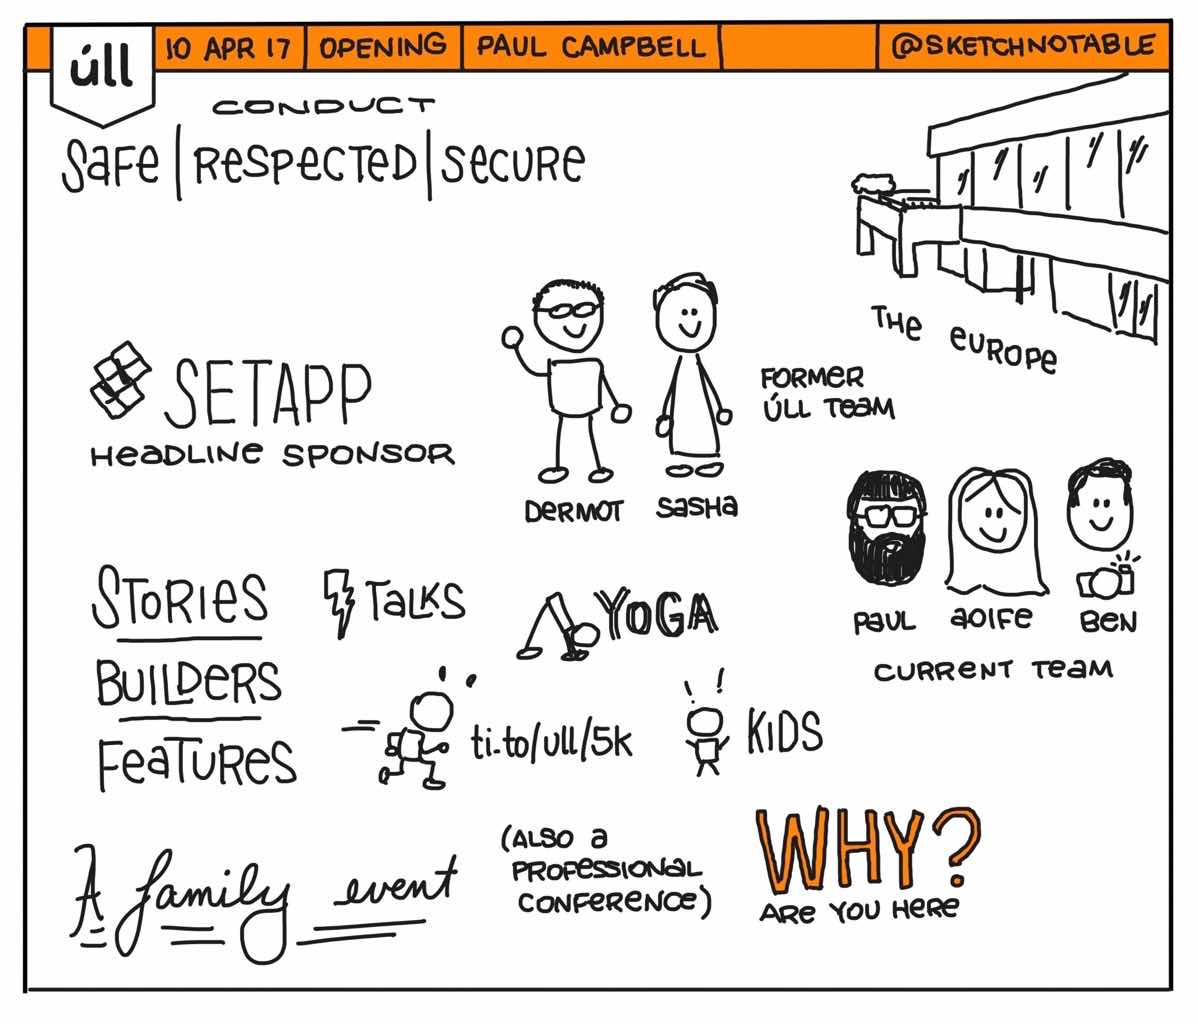 úll
10 APR 17
OPENING
PAUL CAMPBELL
@SKETCHNOTABLE
CONDUCT
SAFE | RESPECTED | SECURE
THE EUROPE
SETAPP
HEADLINE SPONSOR
FORMER
ÚLL TEAM
DERMOT
SASHA
PAUL
AOIFE
BEN
CURRENT TEAM
STORIES
TALKS
YOGA
BUILDERS
FEATURES
ti.to/ull/5k
KIDS
A family event
(ALSO A
PROFESSIONAL
CONFERENCE)
WHY?
ARE YOU HERE